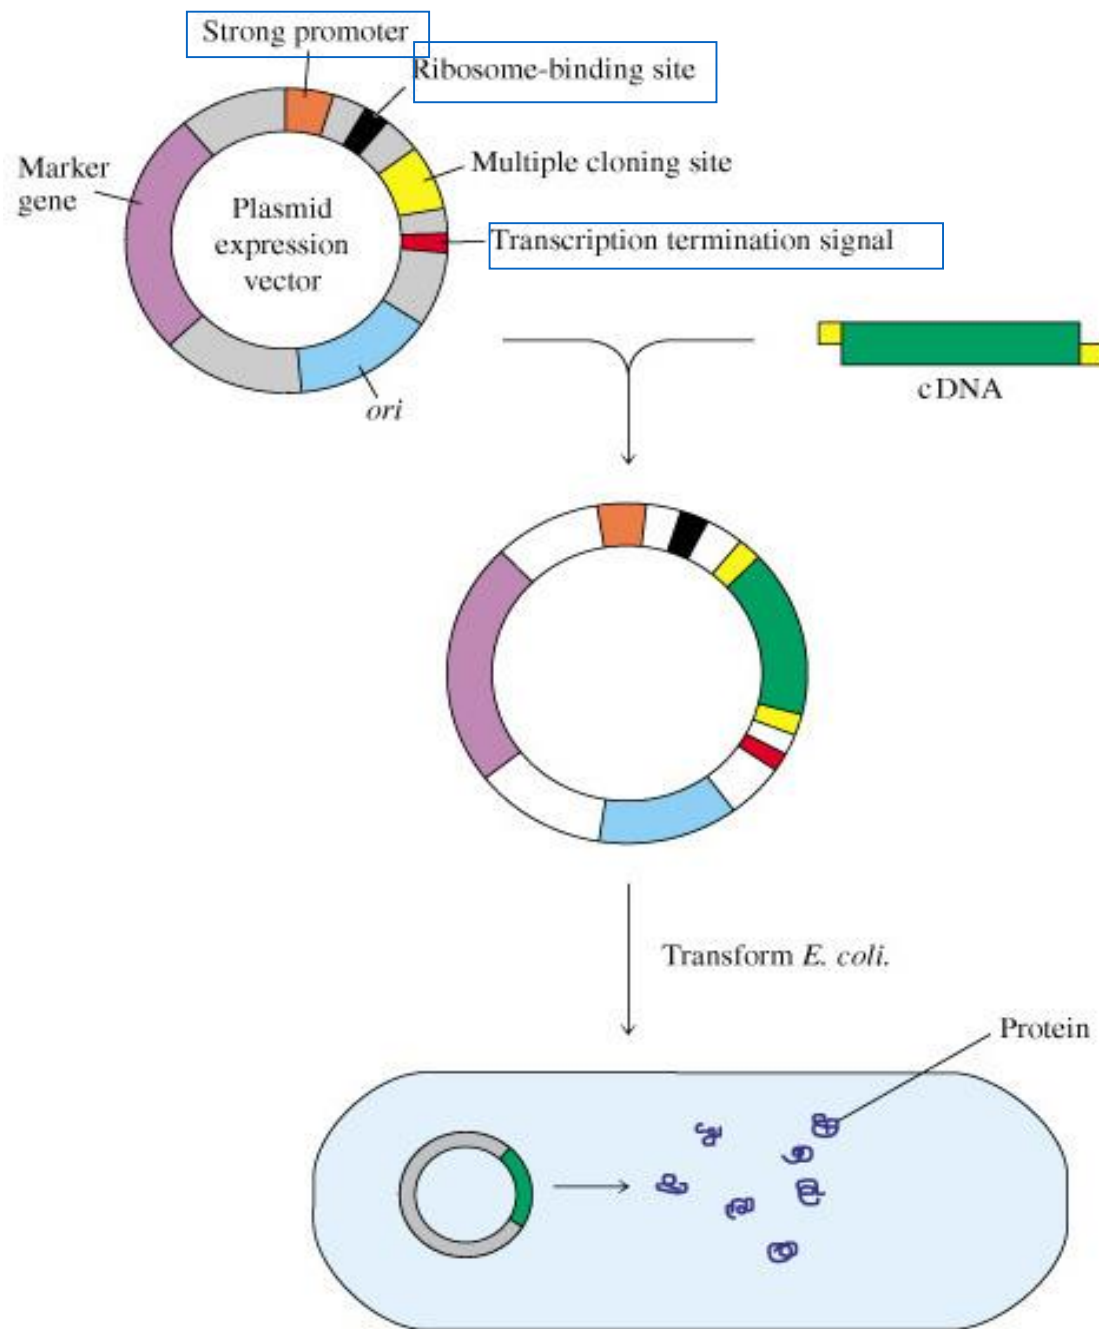 Strong promoter
Ribosome-binding site
Multiple cloning site
Marker
gene
Plasmid
expression
vector
Transcription termination signal
ori
cDNA
Transform E. coli.
Protein